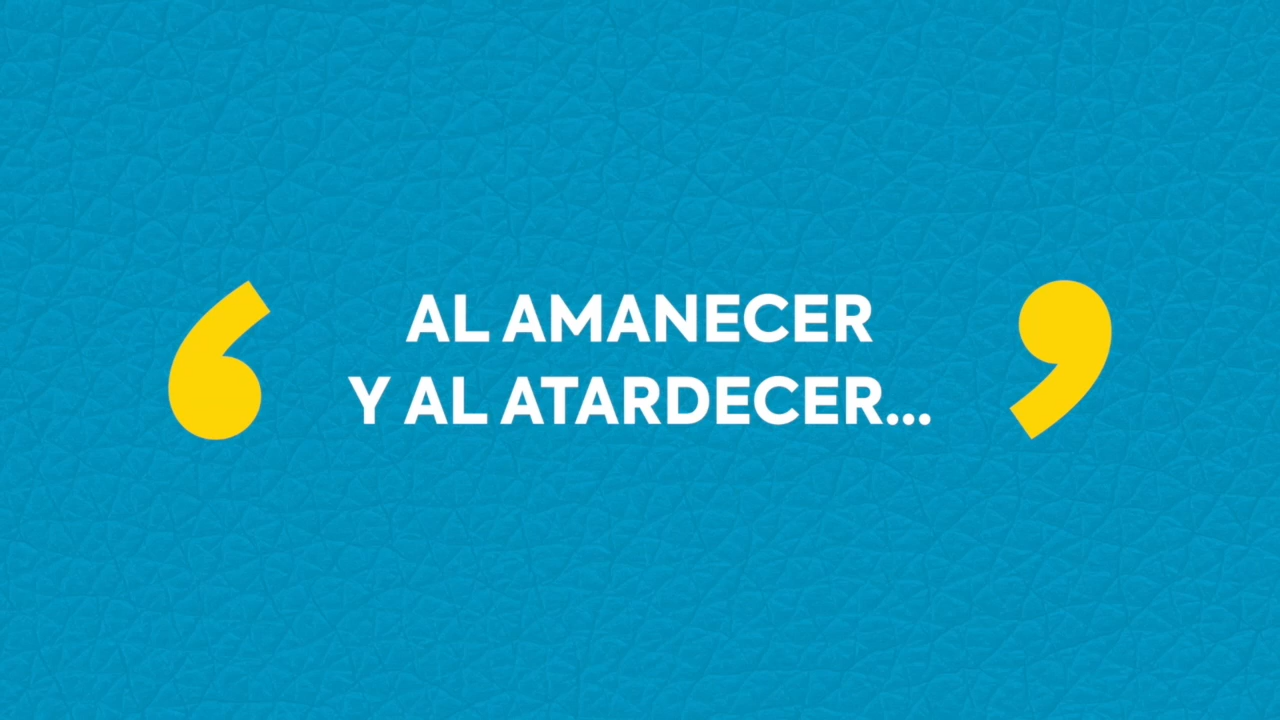 ‘ AL AMANECER
Y AL ATARDECER... ’